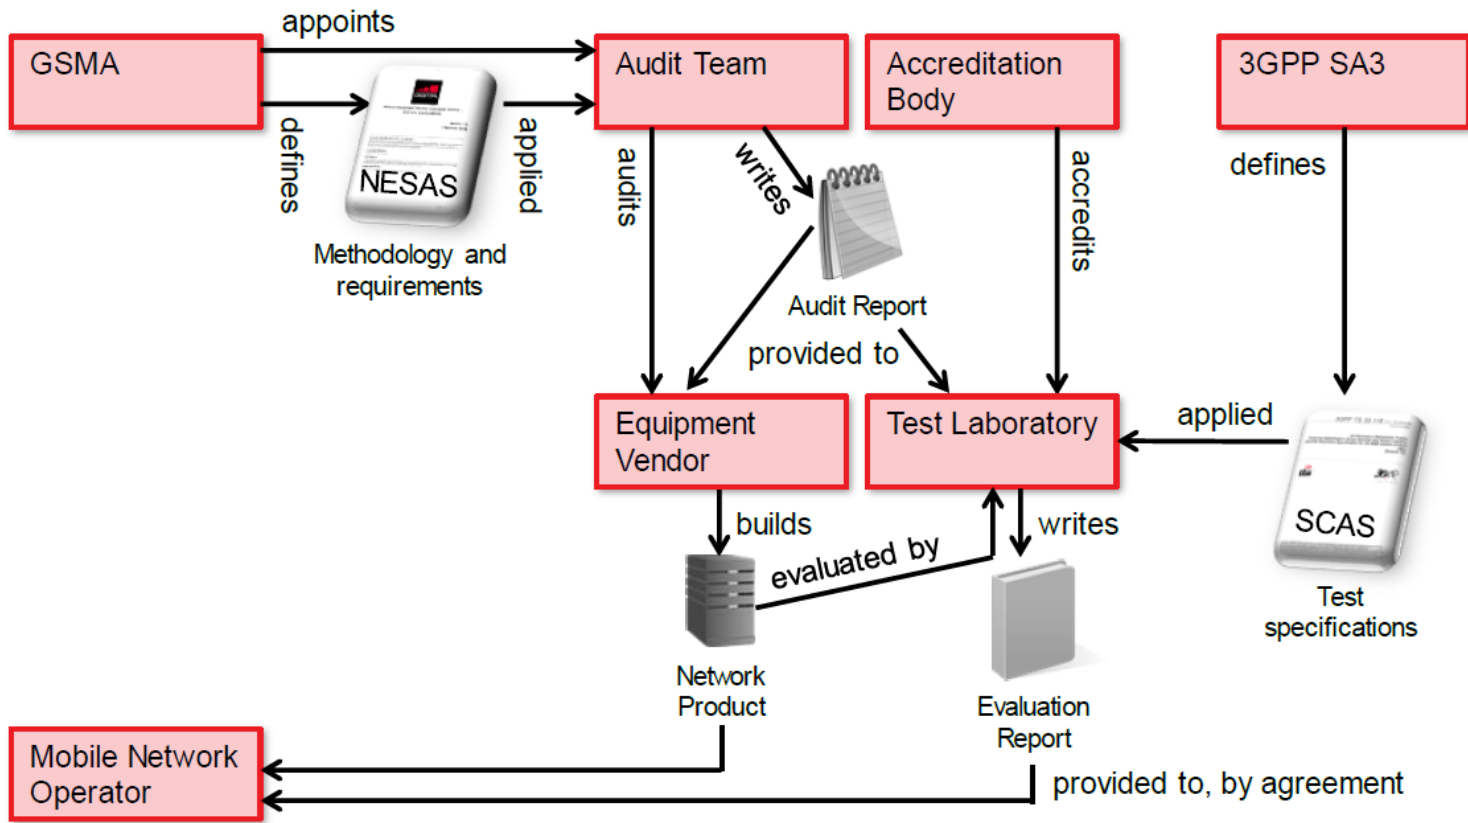 appoints
GSMA
Audit Team
Accreditation
Body
3GPP SA3
defines
NESAS
applied
audits
writes
accredits
defines
Methodology and
requirements
Audit Report
provided to
Equipment
Vendor
Test Laboratory
applied
SCAS
builds
writes
evaluated by
Test
specifications
Network
Product
Evaluation
Report
Mobile Network
Operator
provided to, by agreement